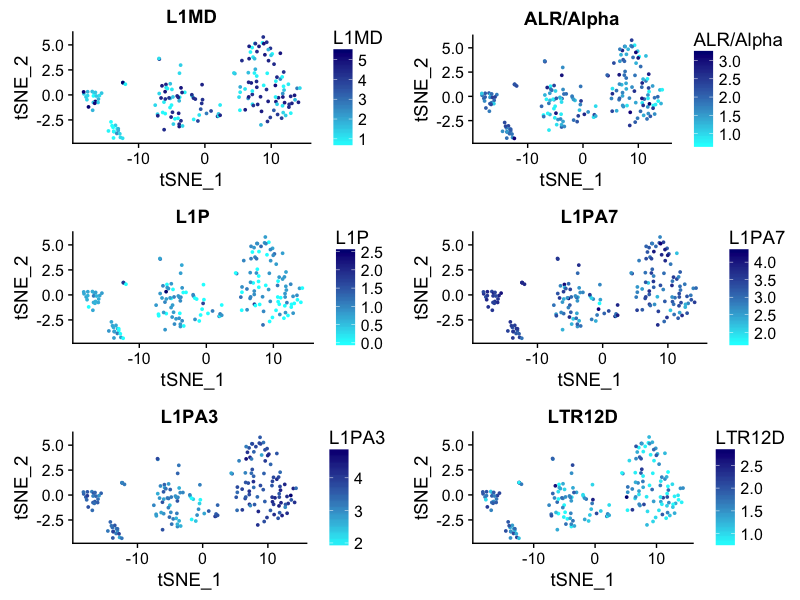 L1MD
L1MD
5.0
2.5
0.0
-2.5
tSNE_2
-10
0
10
tSNE_1
5
4
3
2
1
ALR/Alpha
ALR/Alpha
5.0
2.5
0.0
-2.5
tSNE_2
-10
0
10
tSNE_1
3.0
2.5
2.0
1.5
1.0
L1P
L1P
5.0
2.5
0.0
-2.5
tSNE_2
-10
0
10
tSNE_1
2.5
2.0
1.5
1.0
0.5
0.0
L1PA7
L1PA7
5.0
2.5
0.0
-2.5
tSNE_2
-10
0
10
tSNE_1
4.0
3.5
3.0
2.5
2.0
L1PA3
L1PA3
5.0
2.5
0.0
-2.5
tSNE_2
-10
0
10
tSNE_1
4
3
2
LTR12D
LTR12D
5.0
2.5
0.0
-2.5
tSNE_2
-10
0
10
tSNE_1
2.5
2.0
1.5
1.0